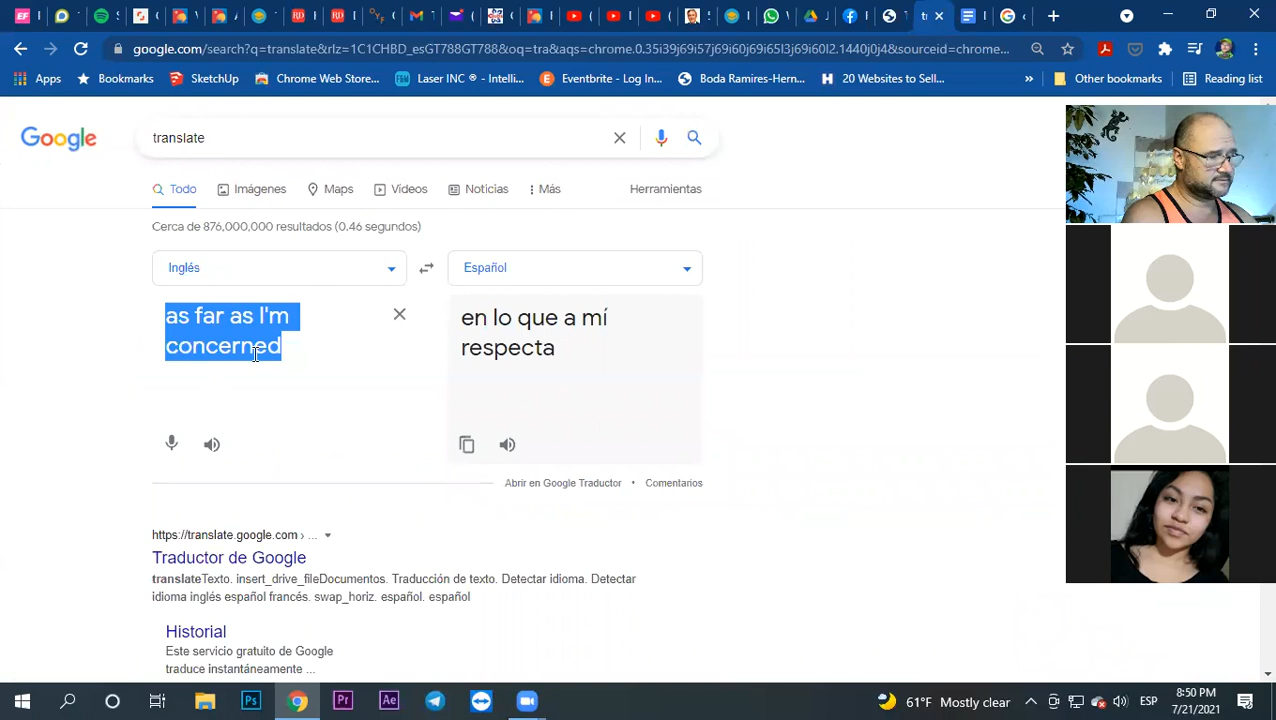 google.com/search?q=translate&rlz=1C1CHBD_esGT788GT788&oq=tra&aqs=chrome.0.35i39j69i57j69i60j69i65l3j69i60l2.1440j0j4&sourceid=chrome...
Apps
Bookmarks
SketchUp
Chrome Web Store...
Laser INC ® - Intelli...
Eventbrite - Log In...
Boda Ramires-Hern...
20 Websites to Sell...
»
Other bookmarks
Reading list
Google
translate
Todo
Imágenes
Maps
Videos
Noticias
Más
Herramientas
Cerca de 876,000,000 resultados (0.46 segundos)
Inglés
Español
as far as I'm
concerned
en lo que a mí
respecta
Abrir en Google Traductor • Comentarios
https://translate.google.com › ...
Traductor de Google
translateTexto. insert_drive_fileDocumentos. Traducción de texto. Detectar idioma. Detectar
idioma inglés español francés. swap_horiz. español. español
Historial
Este servicio gratuito de Google
traduce instantáneamente ...
Ps
Pr
Ae
61°F Mostly clear
ESP
8:50 PM
7/21/2021